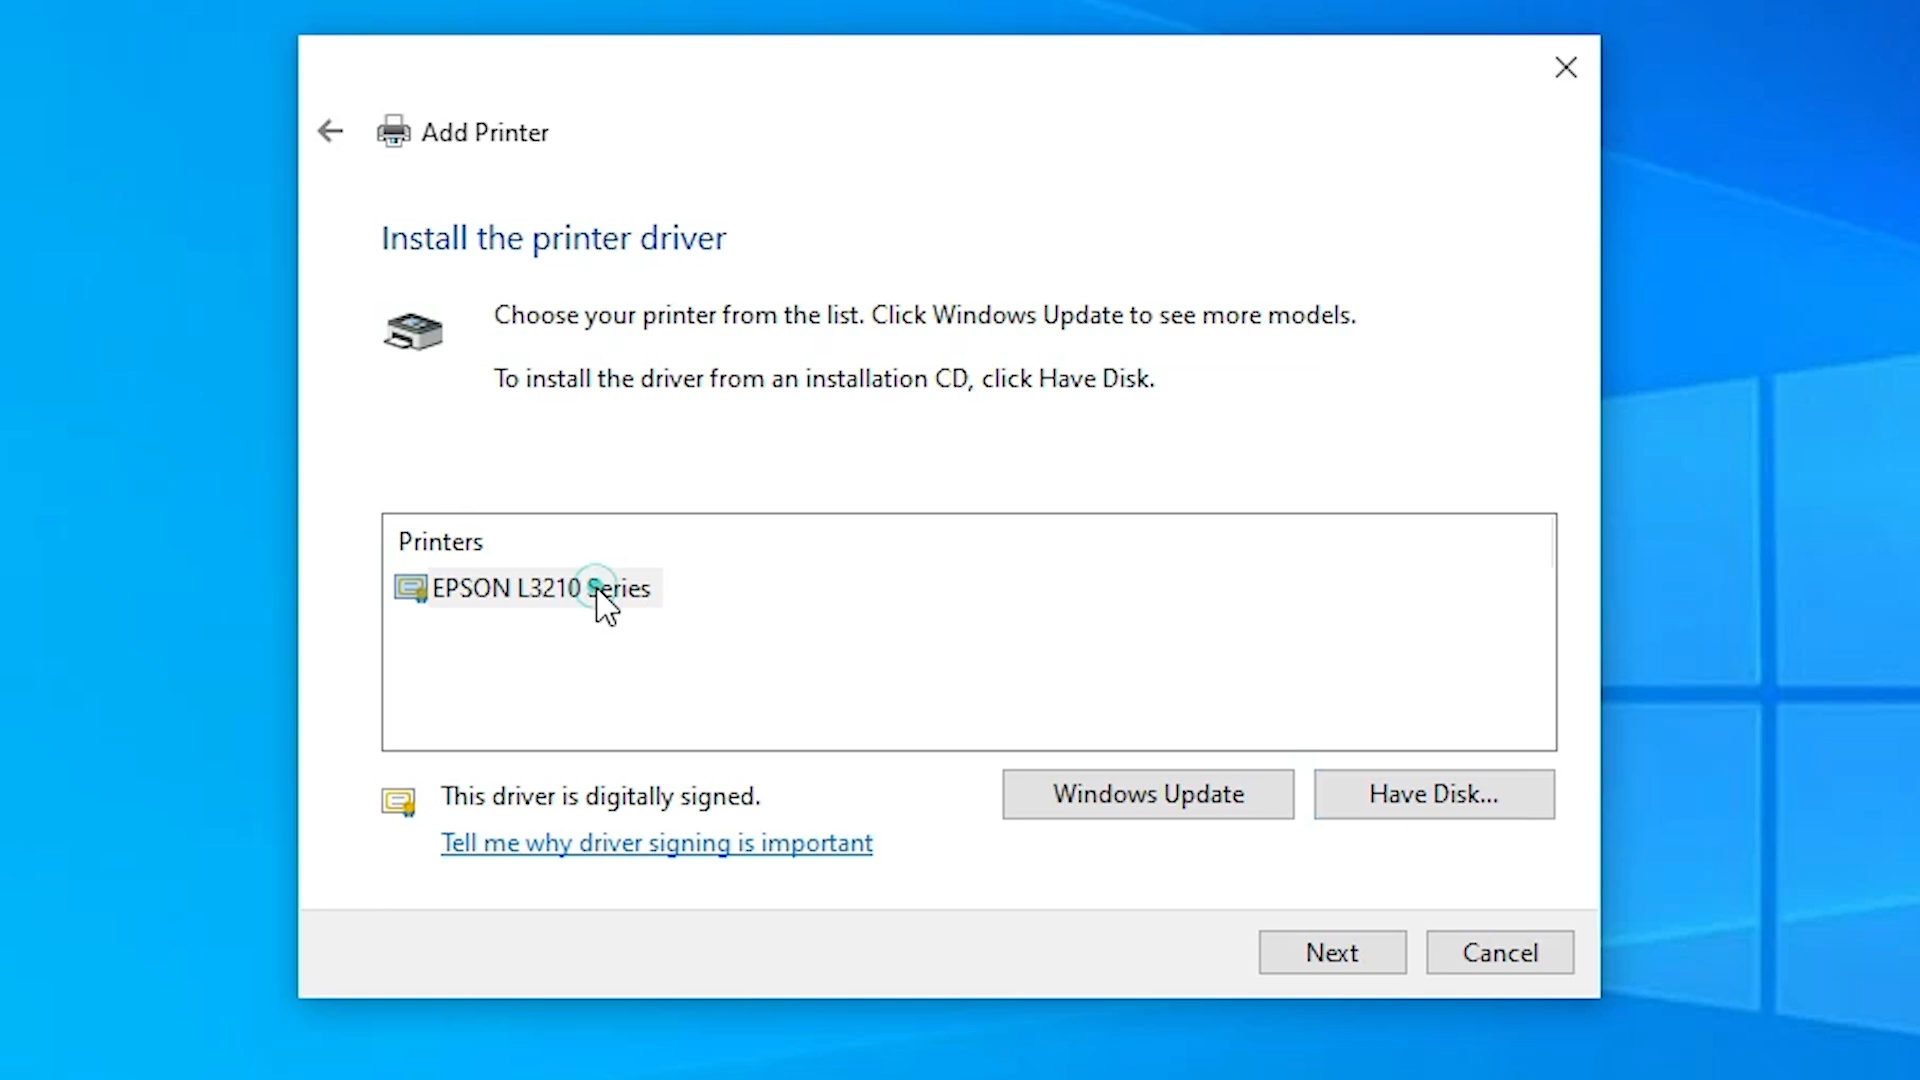 Add Printer
Install the printer driver
Choose your printer from the list. Click Windows Update to see more models.
To install the driver from an installation CD, click Have Disk.
Printers
EPSON L3210 Series
This driver is digitally signed.
Tell me why driver signing is important
Windows Update
Have Disk...
Next
Cancel